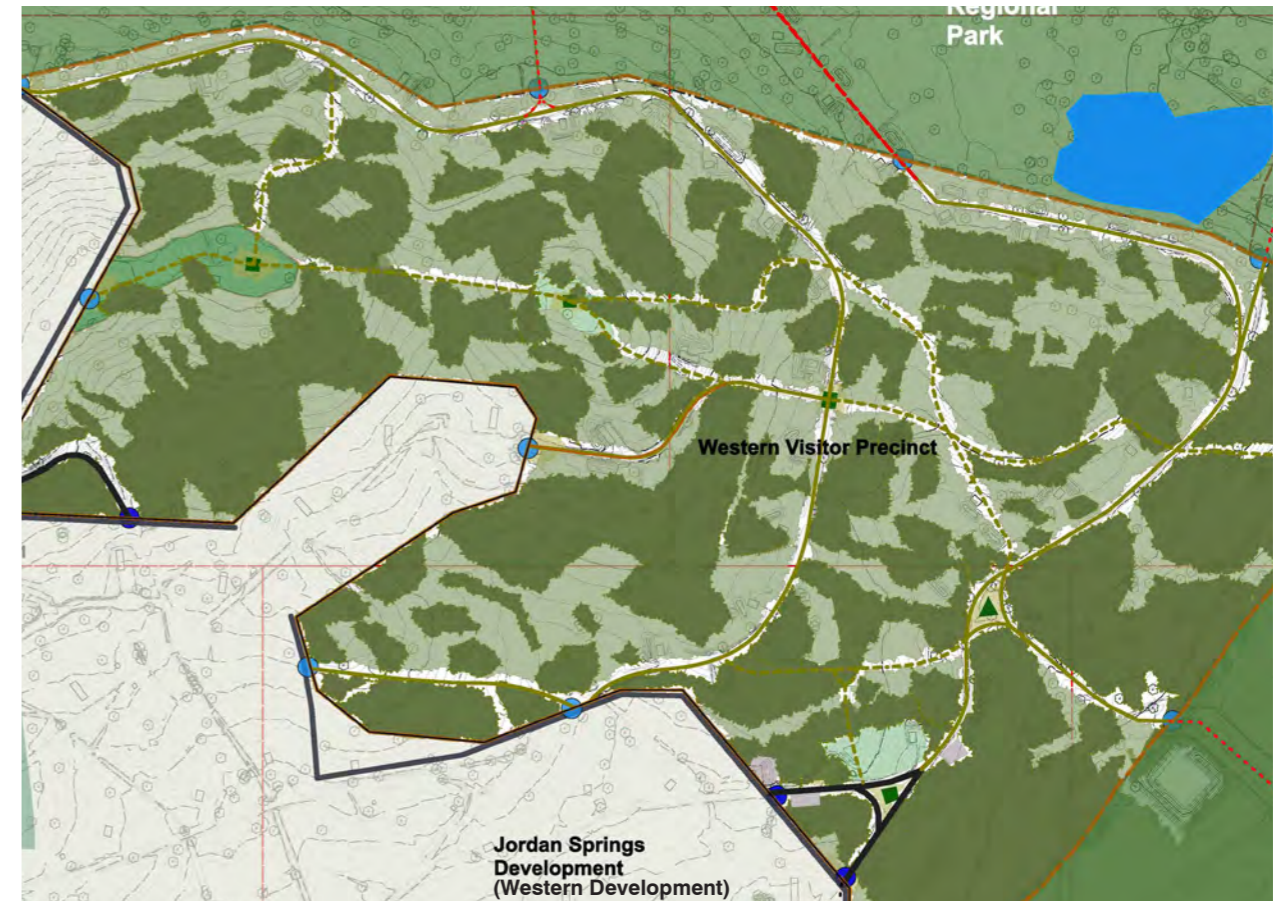 Regional
Park
Western Visitor Precinct
Jordan Springs
Development
(Western Development)